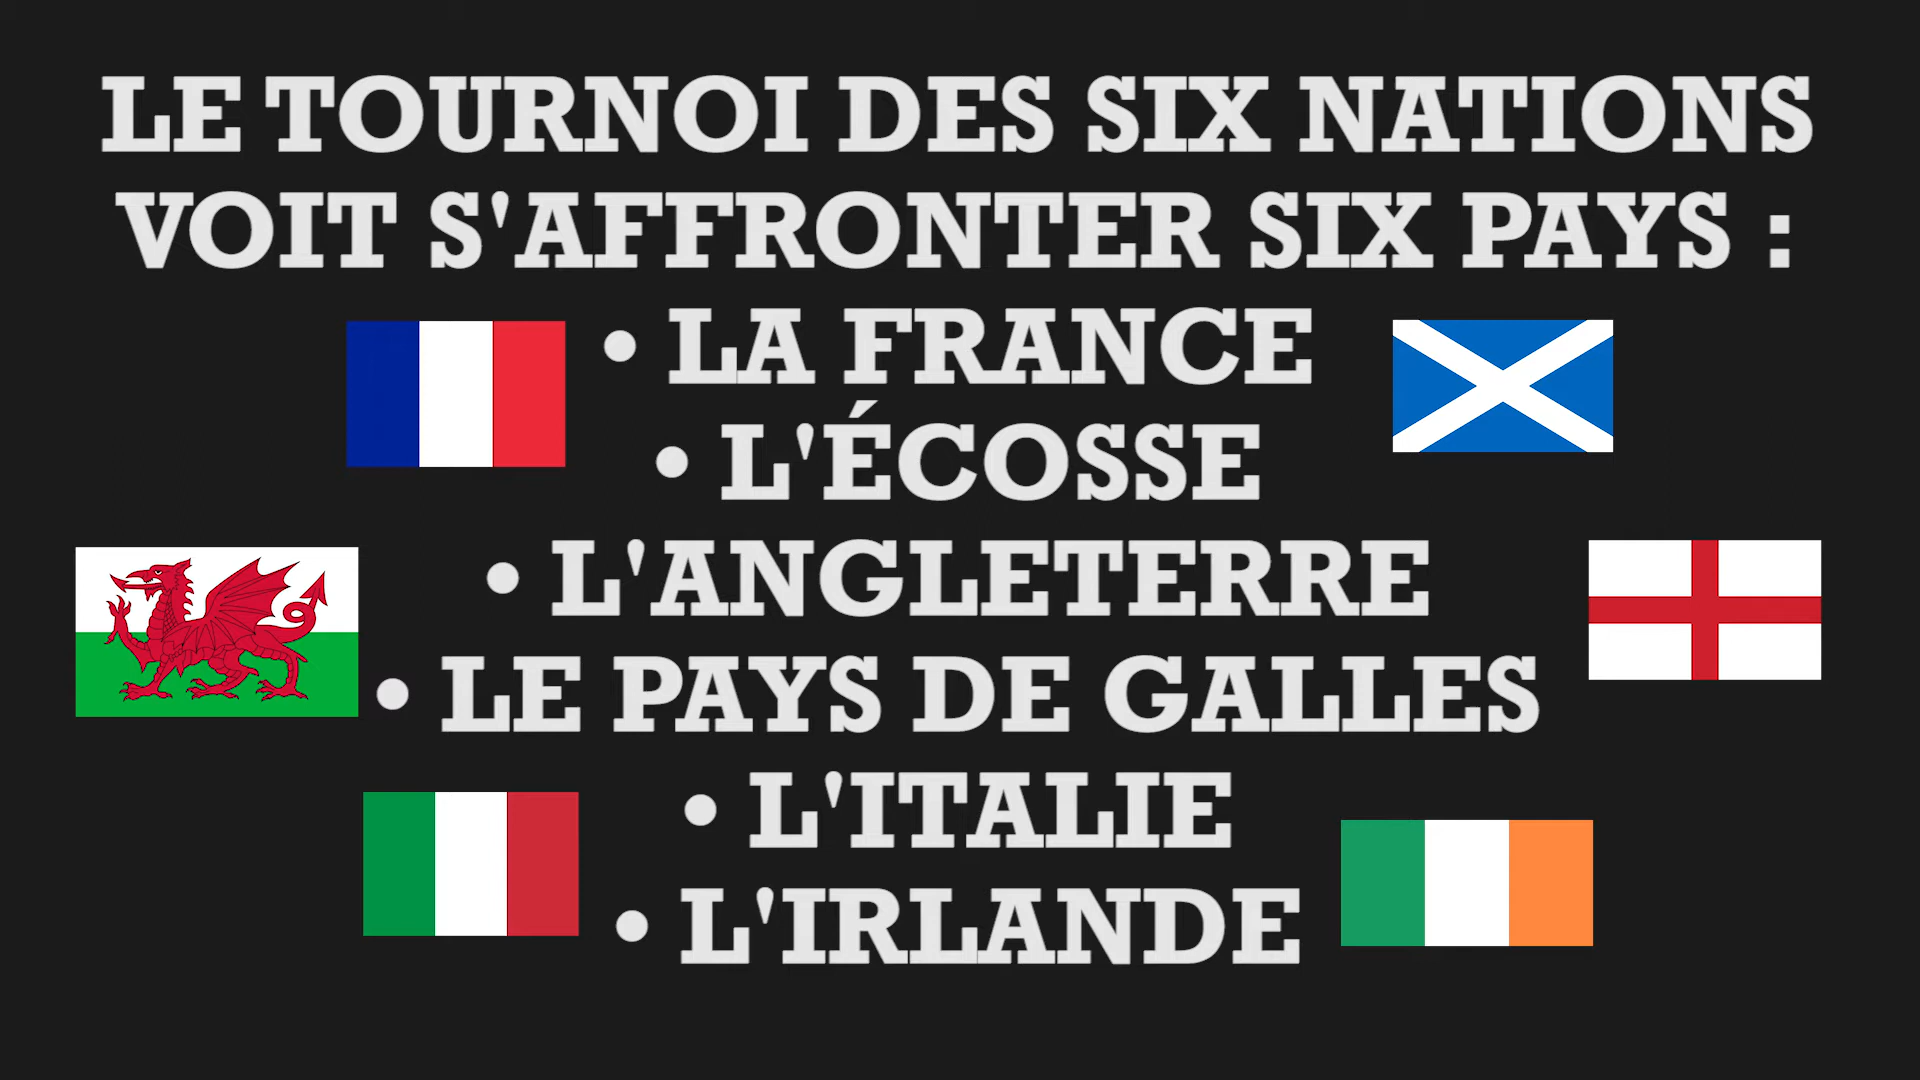 LE TOURNOI DES SIX NATIONS
VOIT S'AFFRONTER SIX PAYS :
• LA FRANCE
• L'ÉCOSSE
• L'ANGLETERRE
• LE PAYS DE GALLES
• L'ITALIE
• L'IRLANDE